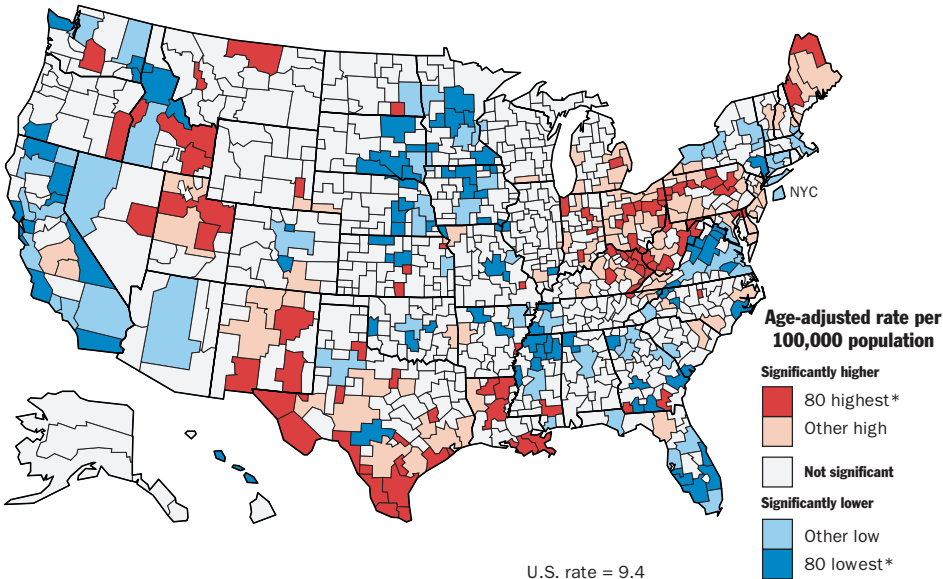 NYC
Age-adjusted rate per
100,000 population
Significantly higher
80 highest*
Other high
Not significant
Significantly lower
Other low
80 lowest*
U.S. rate = 9.4